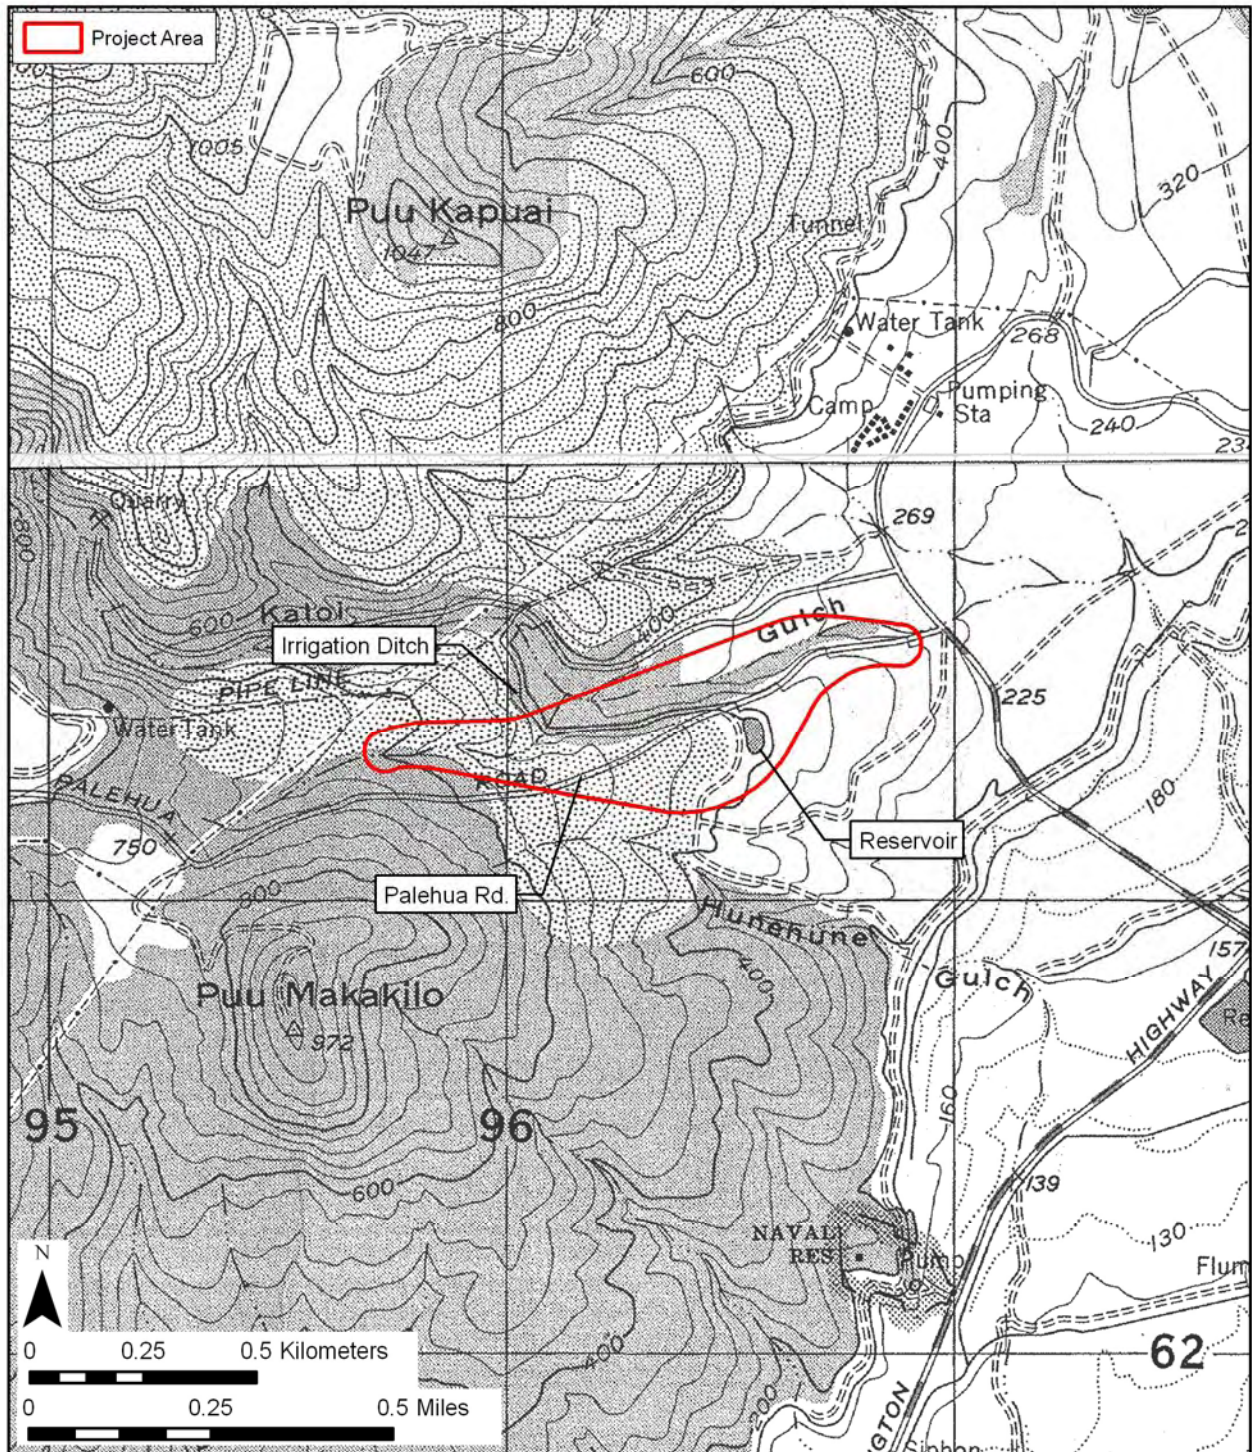 Project Area
600
400
320
1005
Puu Kapuai
1047
Tunnel
800
Water Tank
268
Camp
Pumping
Sta
240
Quarry
800
269
Kaloi
600
400
Gulch
Irrigation Ditch
PIPE LINE
Water Tank
225
ROAD
PALEHUA
180
750
Reservoir
Palehua Rd.
800
Hunehune
157
400
Gulch
Puu Makakilo
972
HIGHWAY
160
95
96
600
139
NAVAL
RES
Pump
130
Flum
N
0 0.25 0.5 Kilometers
0 0.25 0.5 Miles
400
200
62
NGTON
Siphon